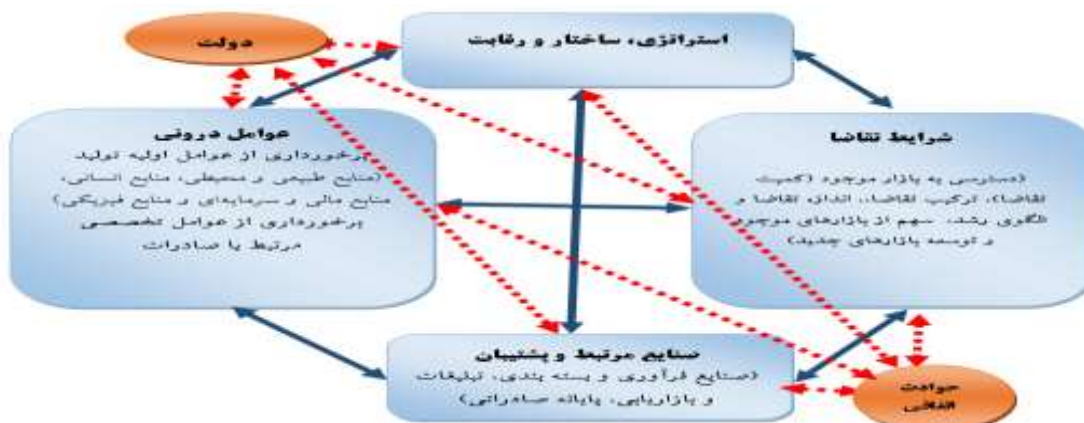 دولت
استراتژی، ساختار و رقابت
شرایط تقاضا
(دسترسی به بازار موجود (کمیت
تقاضا)، ترکیب تقاضا، اندازه تقاضا و
الگوی رشد، سهم از بازارهای موجود
و توسعه بازارهای جدید)
عوامل درونی
برخورداری از عوامل اولیه تولید
(منابع طبیعی و محیطی، منابع انسانی،
منابع مالی و سرمایه‌ای و منابع فیزیکی)
برخورداری از عوامل تخصصی
مرتبط با صادرات
صنایع مرتبط و پشتیبان
(صنایع فرآوری و بسته بندی، تبلیغات
و بازاریابی، پایانه صادراتی)
حوادث
اتفاقی